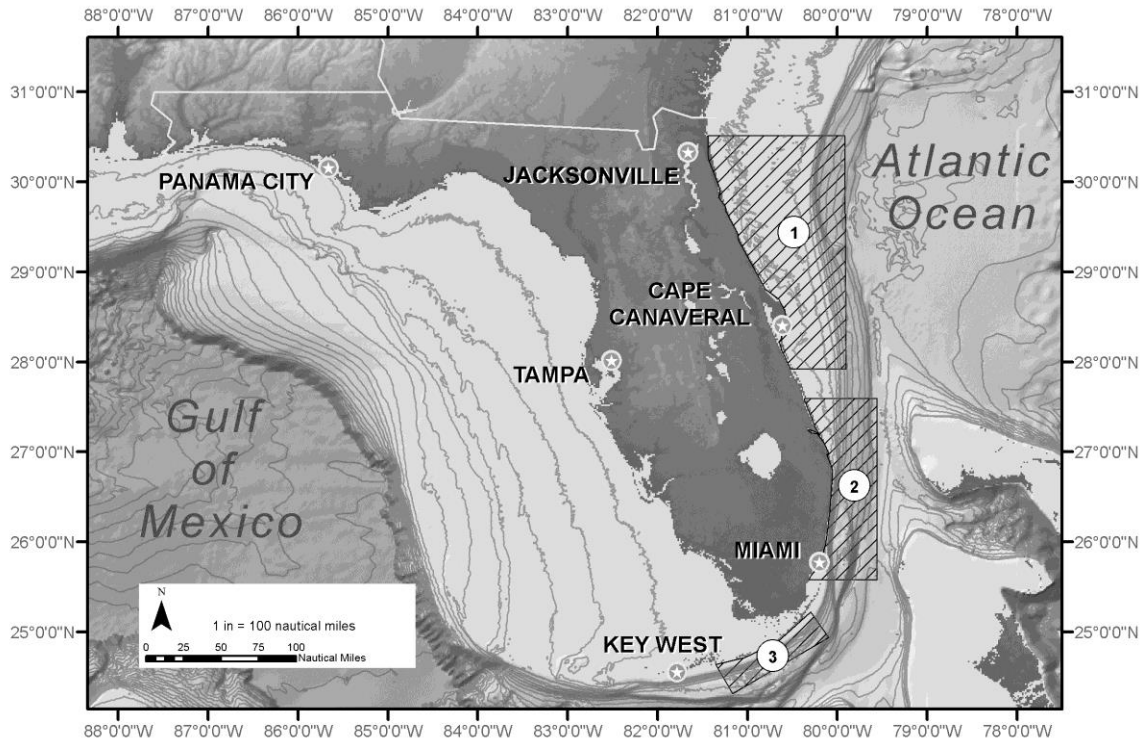 88°0'0"W 87°0'0"W 86°0'0"W 85°0'0"W 84°0'0"W 83°0'0"W 82°0'0"W 81°0'0"W 80°0'0"W 79°0'0"W 78°0'0"W
31°0'0"N 31°0'0"N
30°0'0"N 30°0'0"N
29°0'0"N 29°0'0"N
28°0'0"N 28°0'0"N
27°0'0"N 27°0'0"N
26°0'0"N 26°0'0"N
25°0'0"N 25°0'0"N
PANAMA CITY
JACKSONVILLE
Atlantic
Ocean
1
CAPE
CANAVERAL
TAMPA
Gulf
of
Mexico
2
MIAMI
KEY WEST
3
N
1 in = 100 nautical miles
0 25 50 75 100
Nautical Miles
88°0'0"W 87°0'0"W 86°0'0"W 85°0'0"W 84°0'0"W 83°0'0"W 82°0'0"W 81°0'0"W 80°0'0"W 79°0'0"W 78°0'0"W